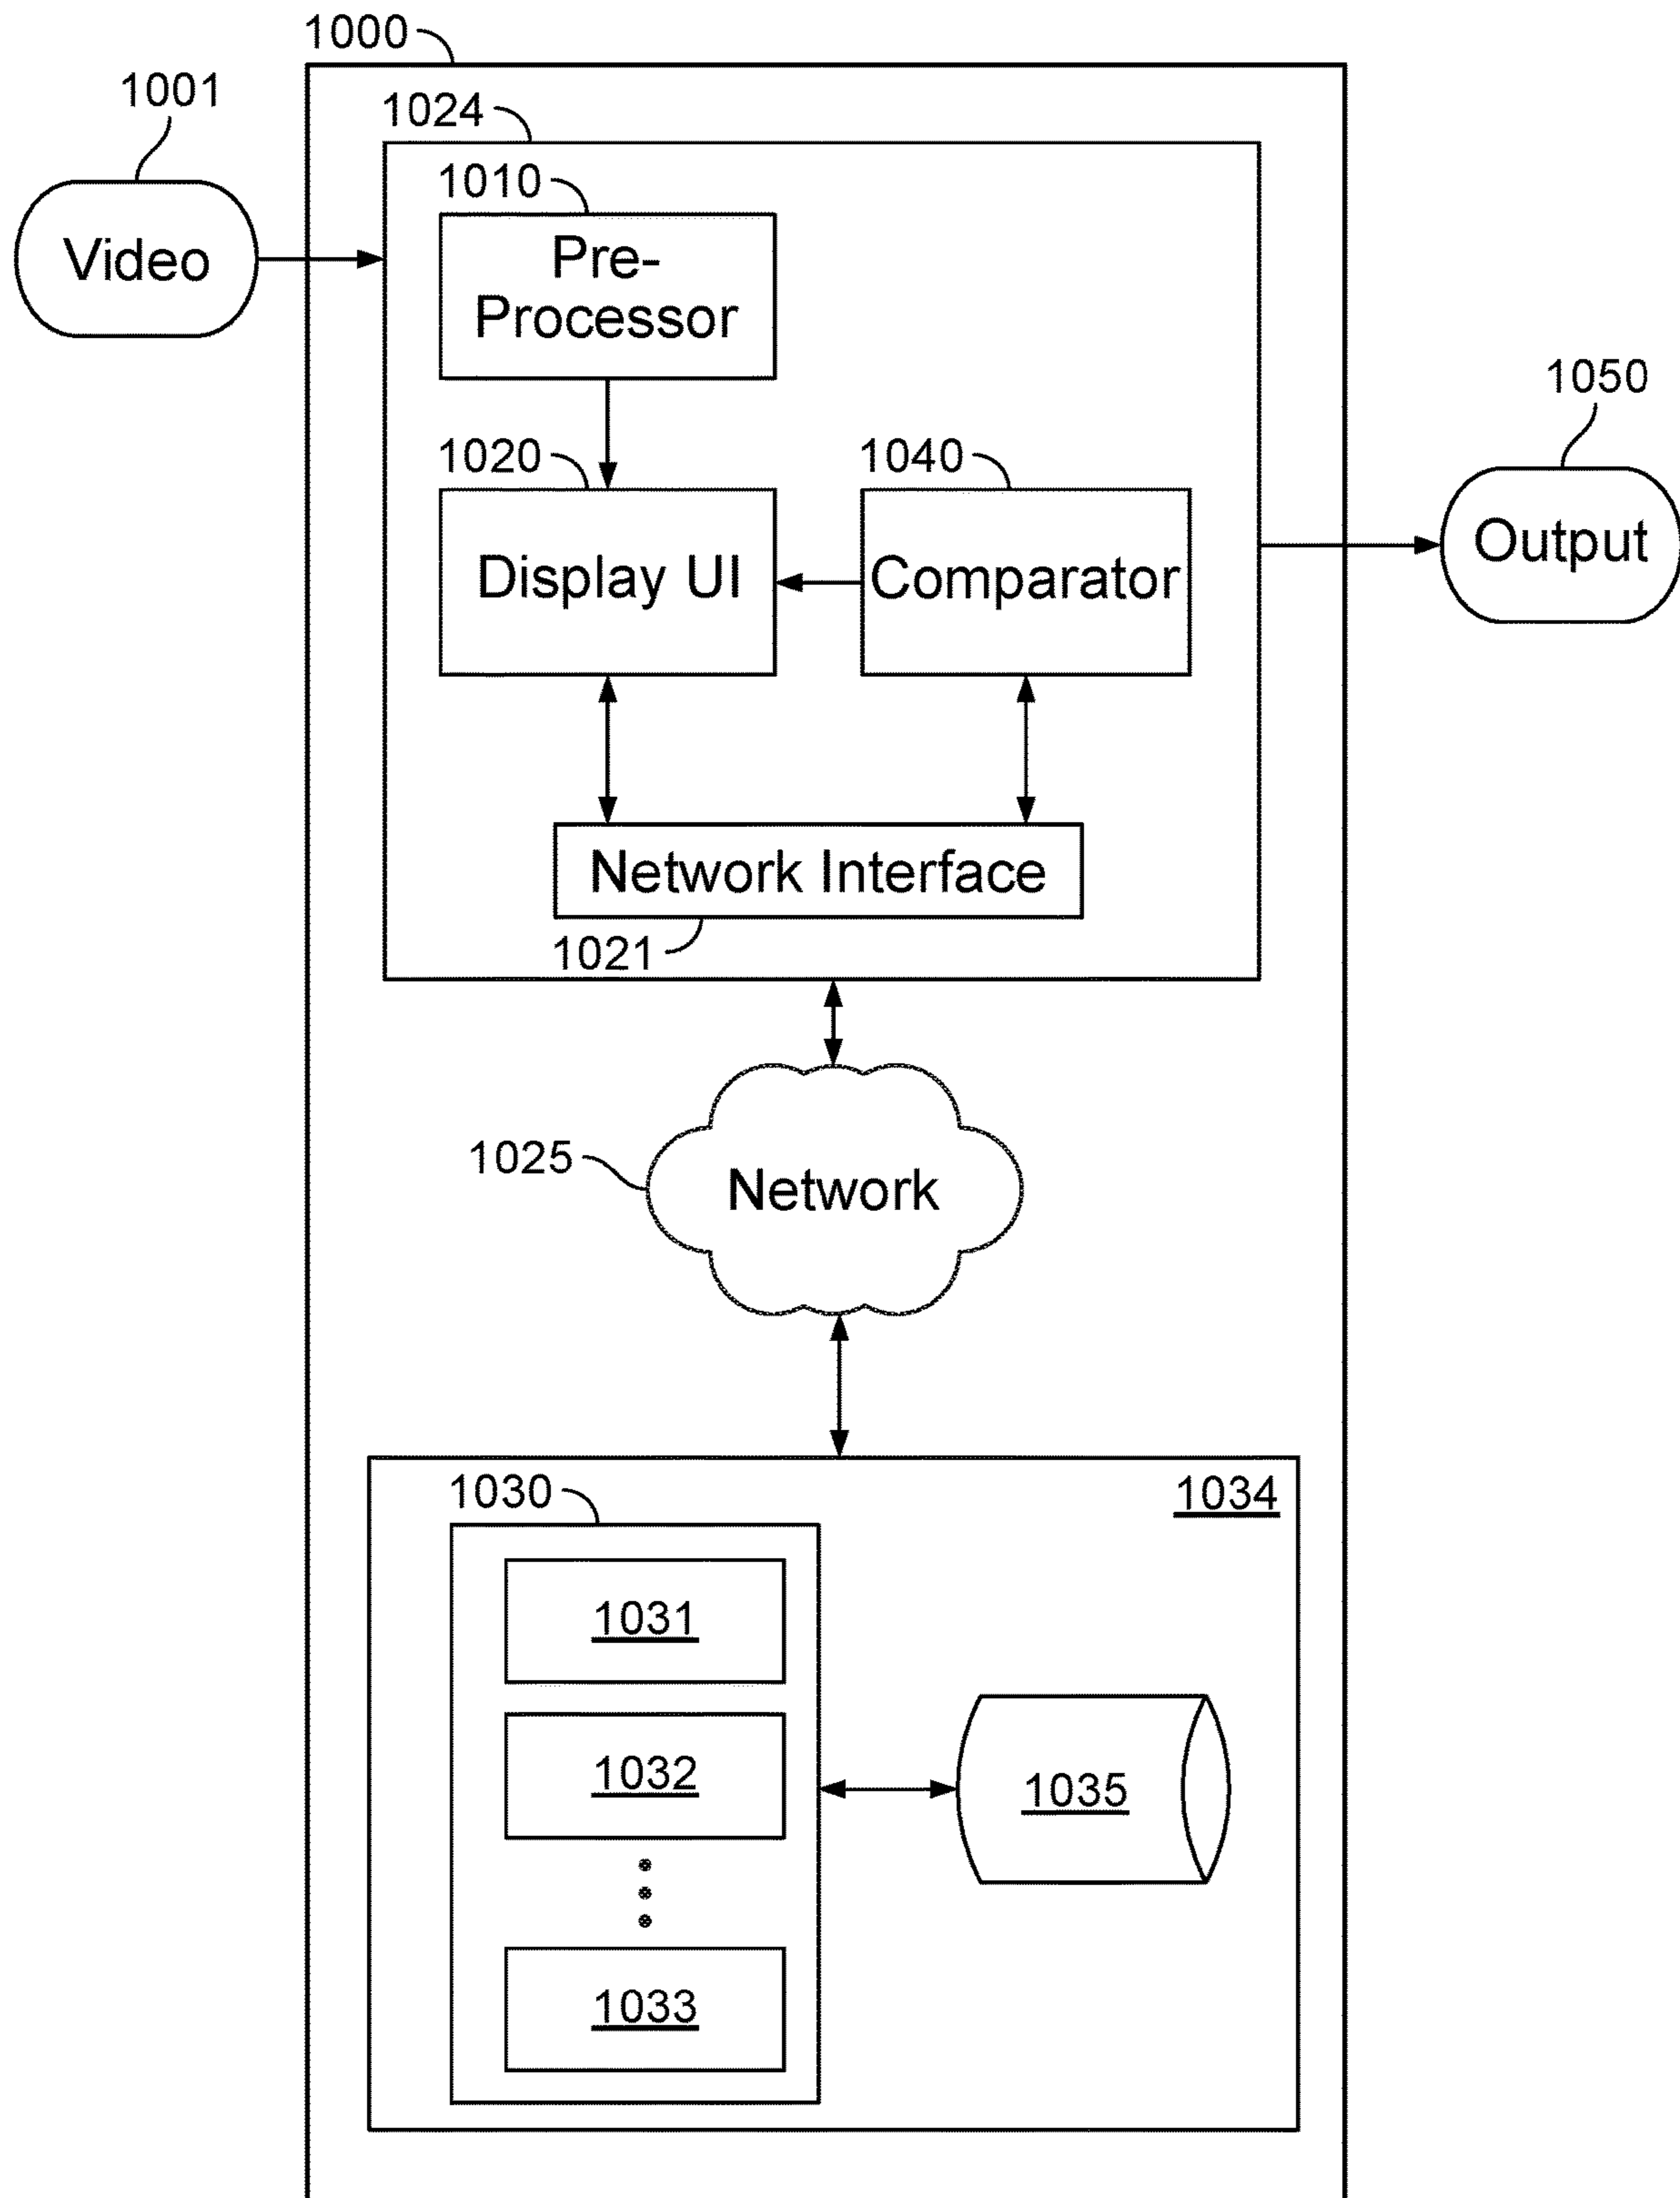 1000
1001
1024
1010
Video
Pre-
Processor
1050
1020
1040
Output
Display UI
Comparator
Network Interface
1021
1025
Network
1034
1030
1031
1032
1035
1033